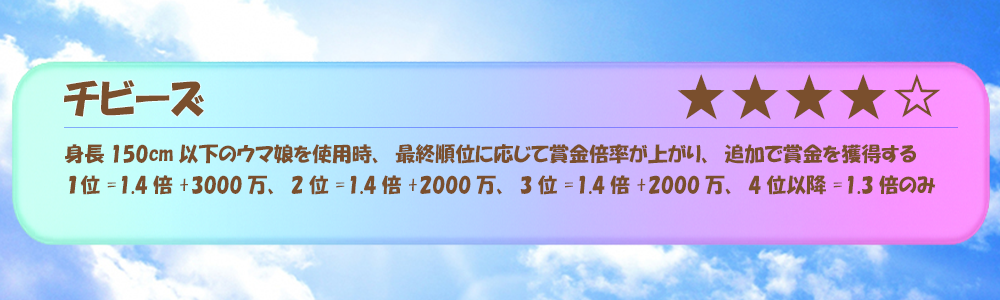 チビーズ ★★★★☆
身長 150cm 以下のウマ娘を使用時、最終順位に応じて賞金倍率が上がり、追加で賞金を獲得する
1位 =1.4 倍 +3000 万、2 位 =1.4 倍 +2000 万、3 位 =1.4 倍 +2000 万、4 位以降 =1.3 倍のみ